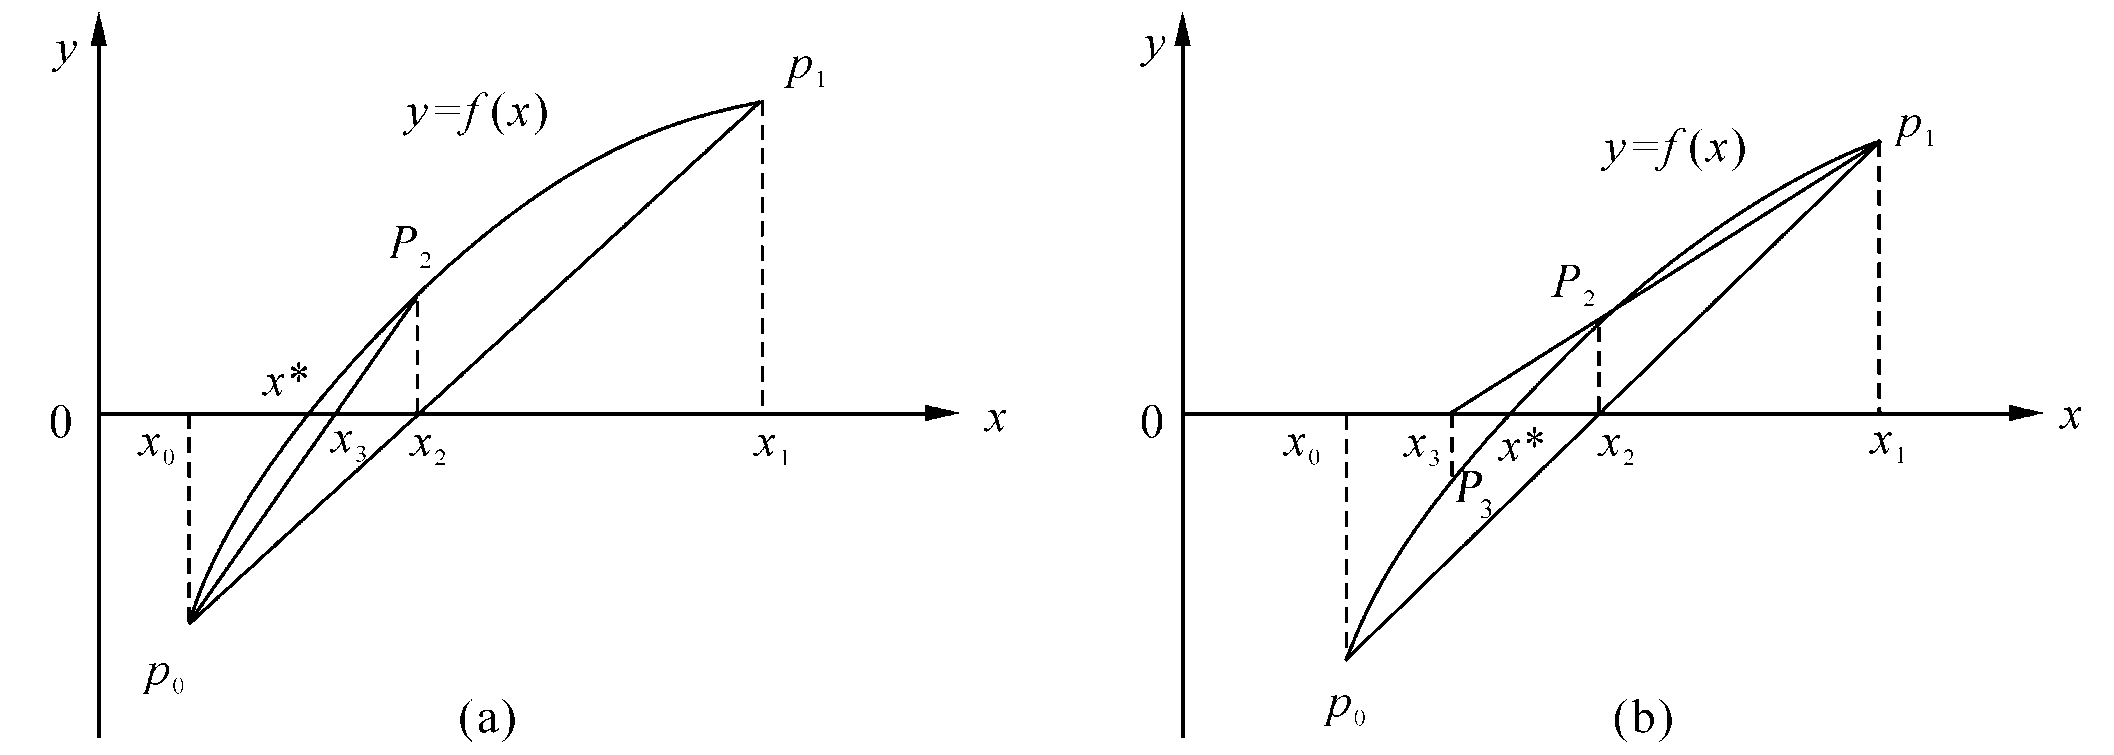 y
p₁
y=f(x)
P₂
x*
0
x₀
x₃
x₂
x₁
x
p₀
(a)
y
p₁
y=f(x)
P₂
0
x₀
x₃
x*
x₂
x₁
x
P₃
p₀
(b)